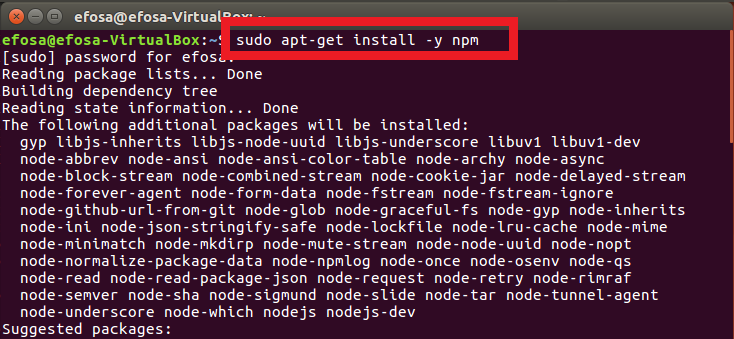 efosa@efosa-VirtualBox: ~
efosa@efosa-VirtualBox:~$ sudo apt-get install -y npm
[sudo] password for efosa:
Reading package lists... Done
Building dependency tree
Reading state information... Done
The following additional packages will be installed:
gyp libjs-inherits libjs-node-uuid libjs-underscore libuv1 libuv1-dev
node-abbrev node-ansi node-ansi-color-table node-archy node-async
node-block-stream node-combined-stream node-cookie-jar node-delayed-stream
node-forever-agent node-form-data node-fstream node-fstream-ignore
node-github-url-from-git node-glob node-graceful-fs node-gyp node-inherits
node-ini node-json-stringify-safe node-lockfile node-lru-cache node-mime
node-minimatch node-mkdirp node-mute-stream node-node-uuid node-nopt
node-normalize-package-data node-npmlog node-once node-osenv node-qs
node-read node-read-package-json node-request node-retry node-rimraf
node-semver node-sha node-sigmund node-slide node-tar node-tunnel-agent
node-underscore node-which nodejs nodejs-dev
Suggested packages: